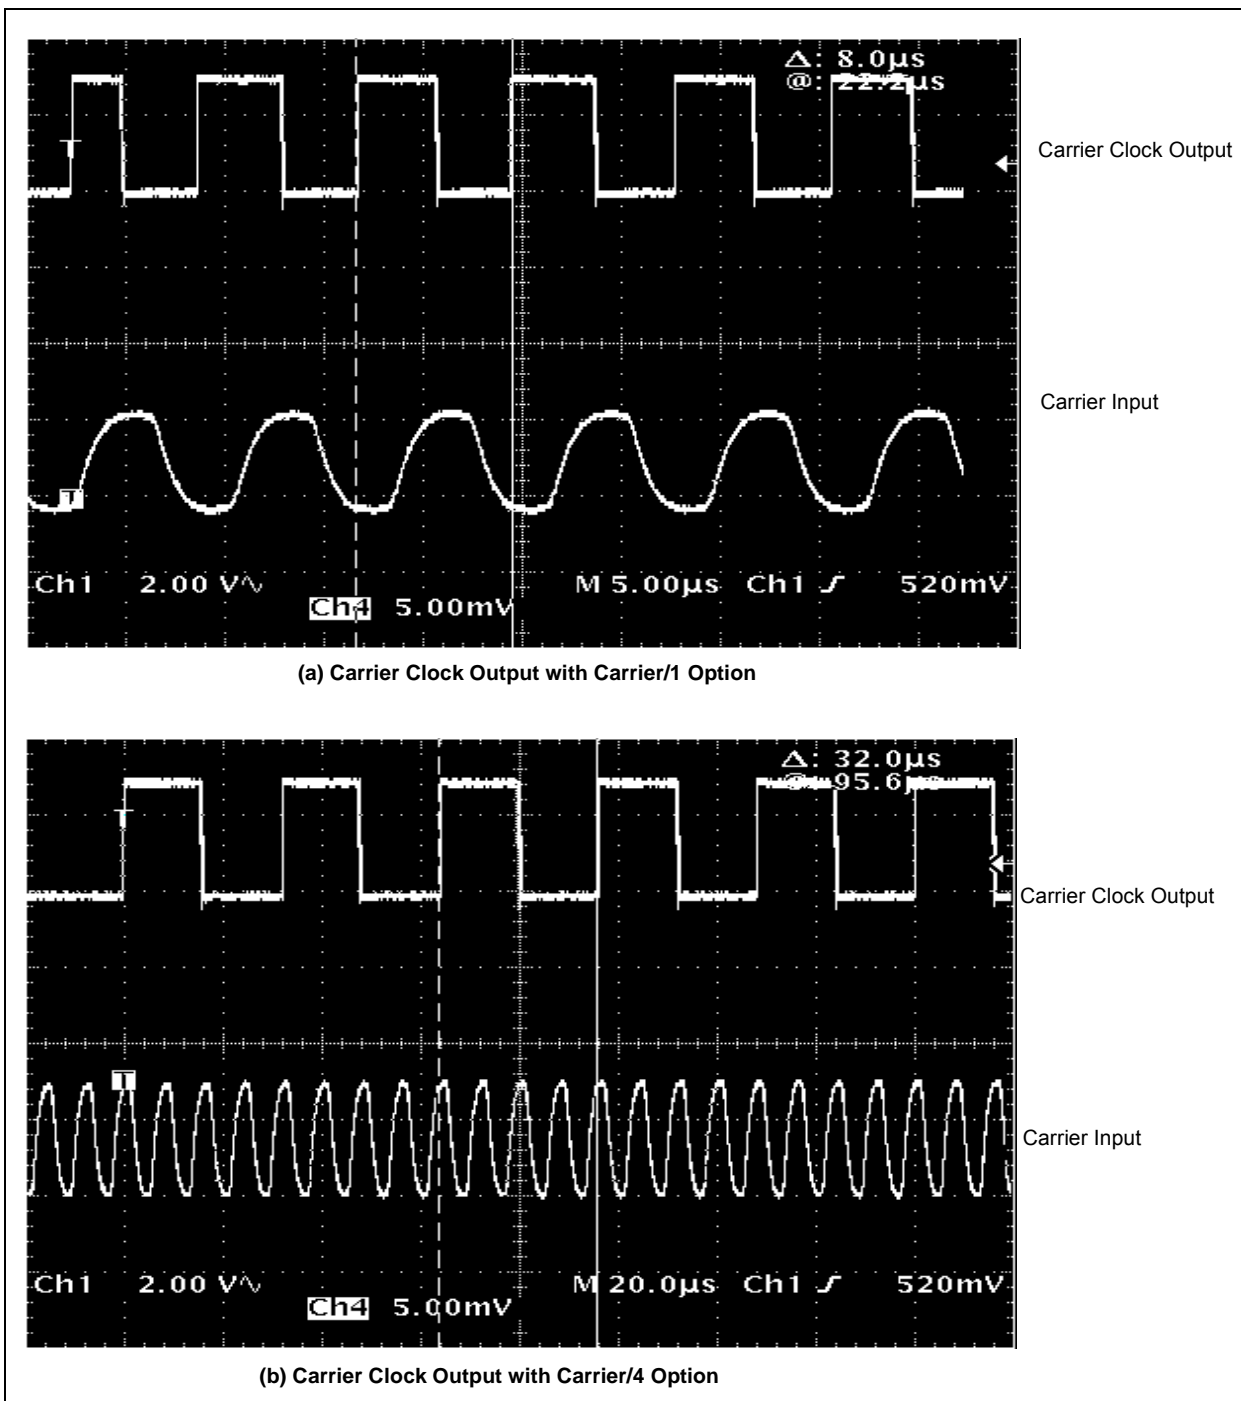 Δ: 8.0µs
@: 22.2µs
Carrier Clock Output
T
Carrier Input
T
Ch1 2.00 V∿ M 5.00µs Ch1 ƒ 520mV
Ch4 5.00mV
(a) Carrier Clock Output with Carrier/1 Option
Δ: 32.0µs
@: 95.6µs
T
Carrier Clock Output
T
Carrier Input
Ch1 2.00 V∿ M 20.0µs Ch1 ƒ 520mV
Ch4 5.00mV
(b) Carrier Clock Output with Carrier/4 Option